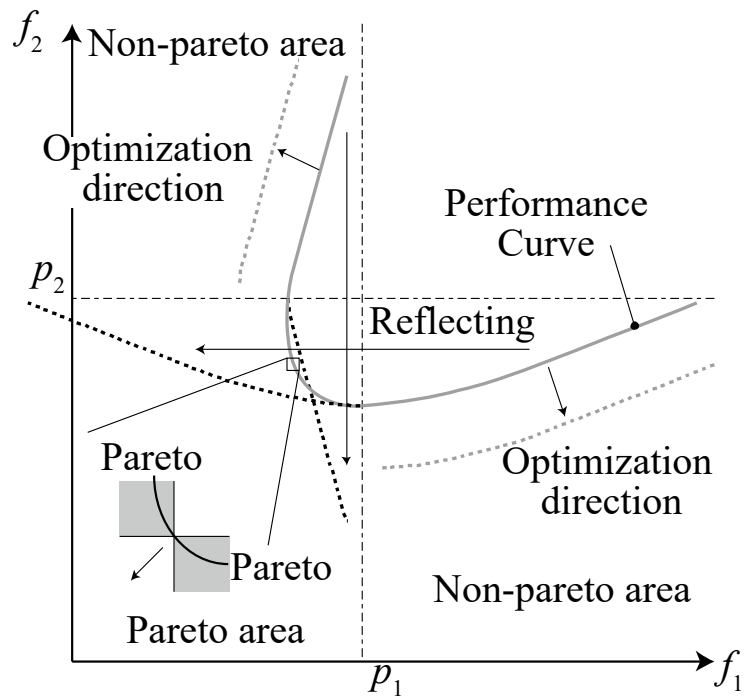 f2
Non-pareto area
Optimization
direction
Performance
Curve
p2
Reflecting
Pareto
Optimization
direction
Pareto
Non-pareto area
Pareto area
p1
f1